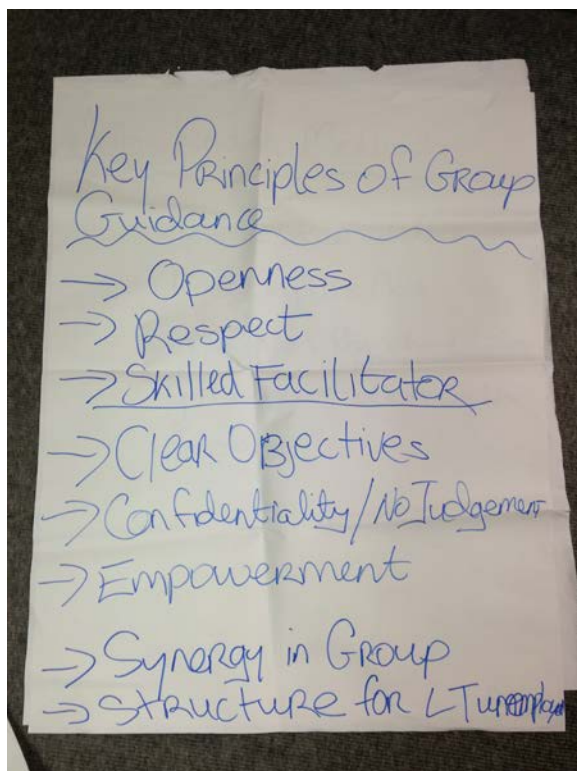 Key Principles of Group
Guidance
→ Openness
→ Respect
→ Skilled Facilitator
→ Clear Objectives
→ Confidentiality/No Judgement
→ Empowerment
→ Synergy in Group
→ Structure for LT